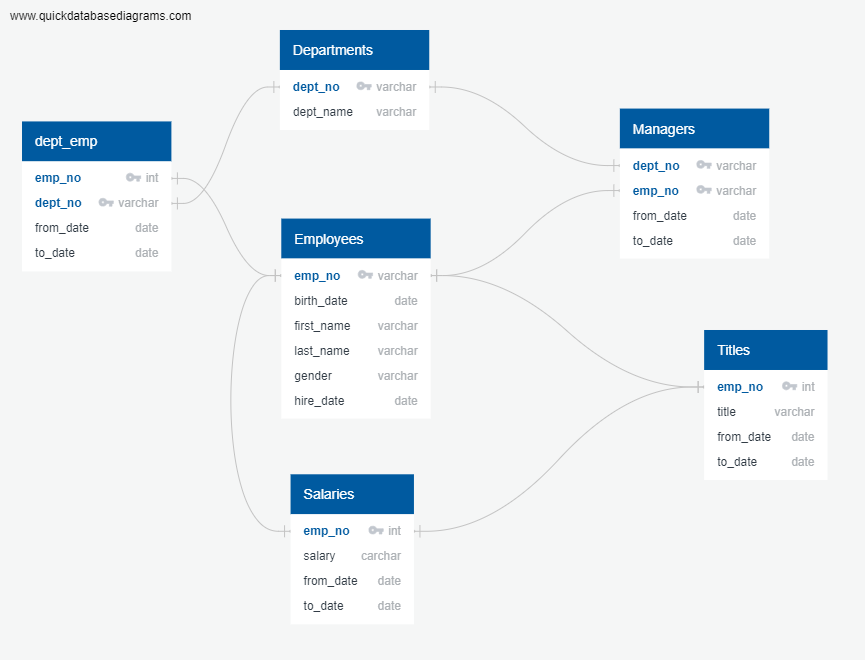 www.quickdatabasediagrams.com
Departments
dept_no varchar
dept_name varchar
dept_emp
emp_no int
dept_no varchar
from_date date
to_date date
Managers
dept_no varchar
emp_no varchar
from_date date
to_date date
Employees
emp_no varchar
birth_date date
first_name varchar
last_name varchar
gender varchar
hire_date date
Titles
emp_no int
title varchar
from_date date
to_date date
Salaries
emp_no int
salary carchar
from_date date
to_date date